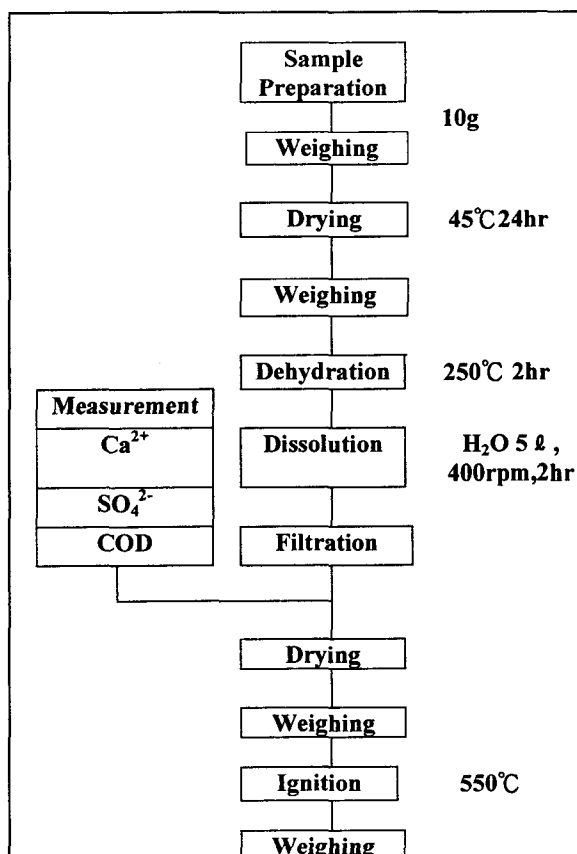 Sample
Preparation
10g
Weighing
Drying 45℃ 24hr
Weighing
Dehydration 250℃ 2hr
Measurement
Ca²⁺
SO₄²⁻
COD
Dissolution H₂O 5 ℓ ,
400rpm,2hr
Filtration
Drying
Weighing
Ignition 550℃
Weighing